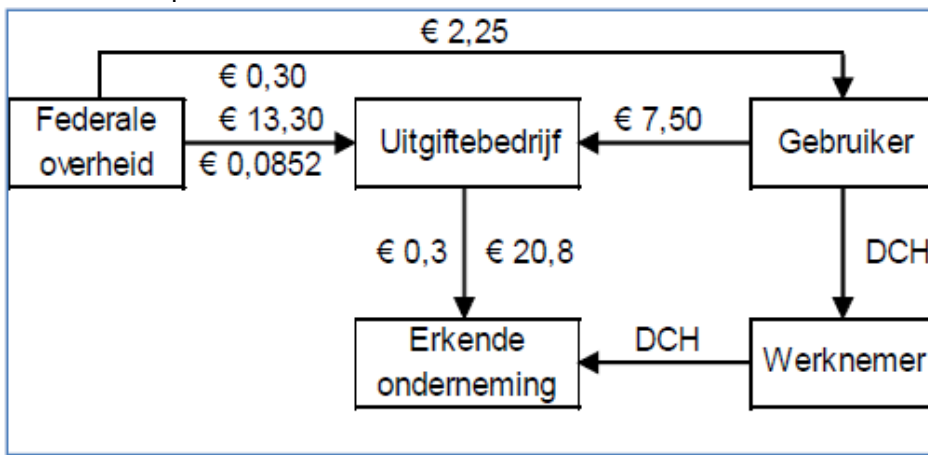 € 2,25
€ 0,30
Federale
overheid
€ 13,30
€ 0,0852
Uitgiftebedrijf
€ 7,50
Gebruiker
€ 0,3
€ 20,8
DCH
Erkende
onderneming
DCH
Werknemer